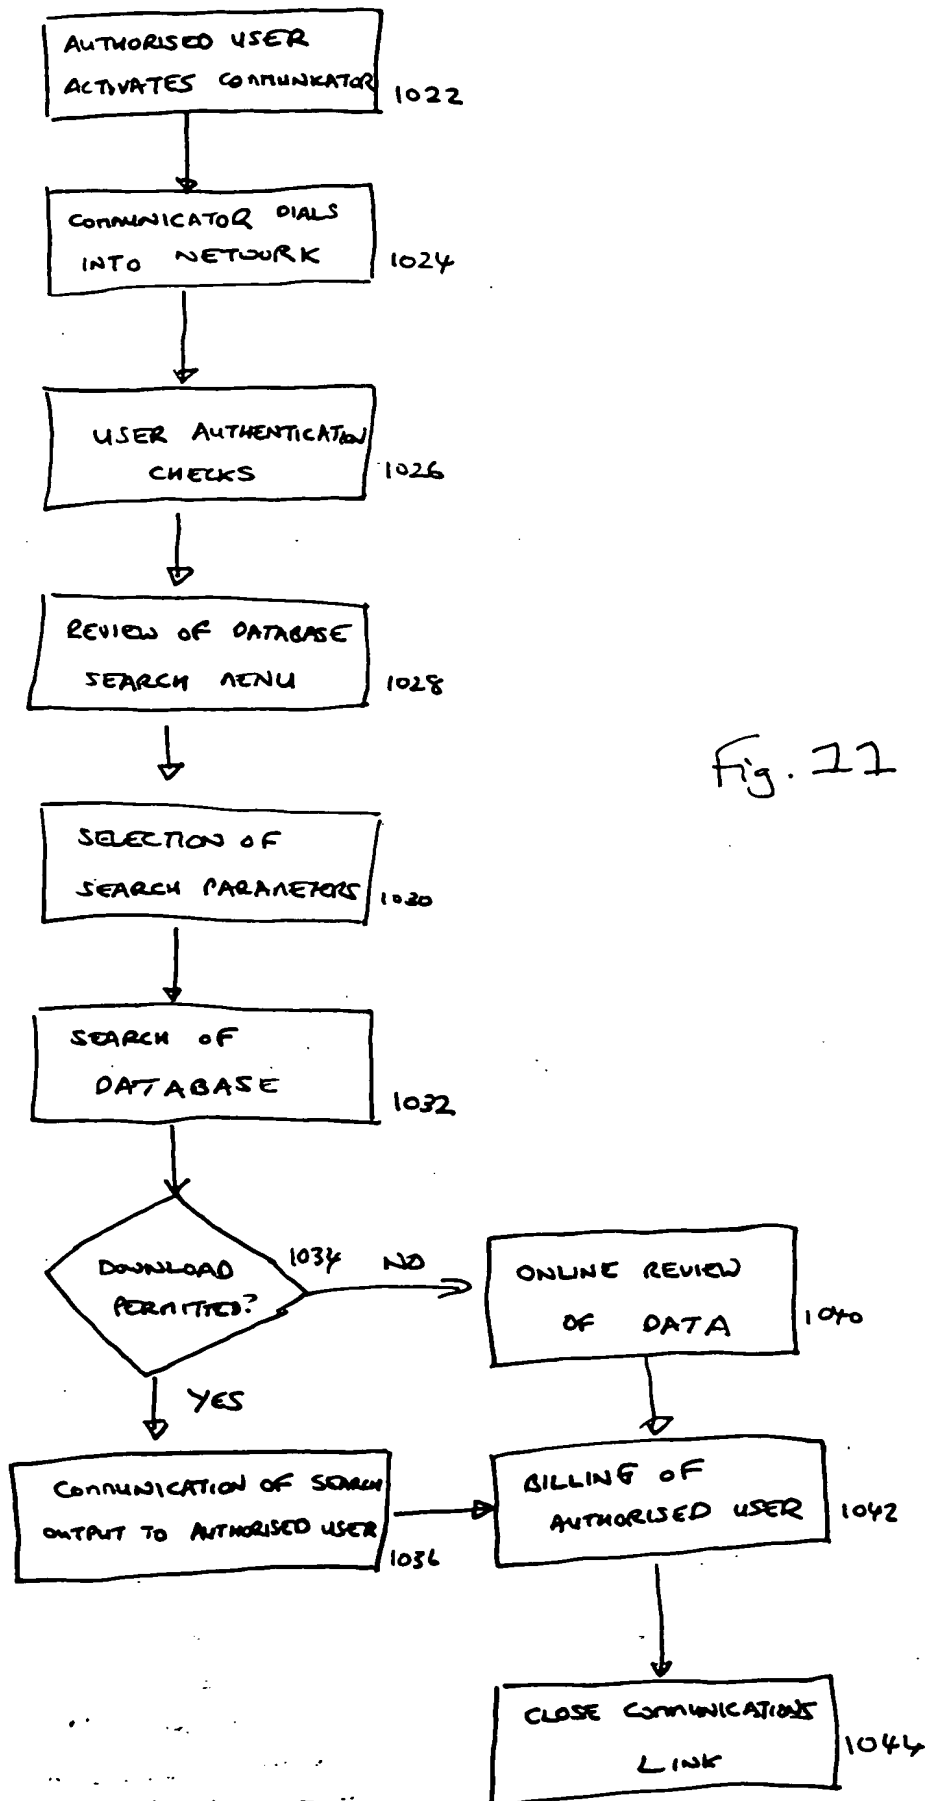 AUTHORISED USER
ACTIVATES COMMUNICATOR
1022
COMMUNICATOR DIALS
INTO NETWORK
1024
USER AUTHENTICATION
CHECKS
1026
REVIEW OF DATABASE
SEARCH MENU
1028
Fig. 11
SELECTION OF
SEARCH PARAMETERS
1030
SEARCH OF
DATABASE
1032
DOWNLOAD
PERMITTED?
1034
NO
ONLINE REVIEW
OF DATA
1040
YES
COMMUNICATION OF SEARCH
OUTPUT TO AUTHORISED USER
1036
BILLING OF
AUTHORISED USER
1042
CLOSE COMMUNICATIONS
LINK
1044